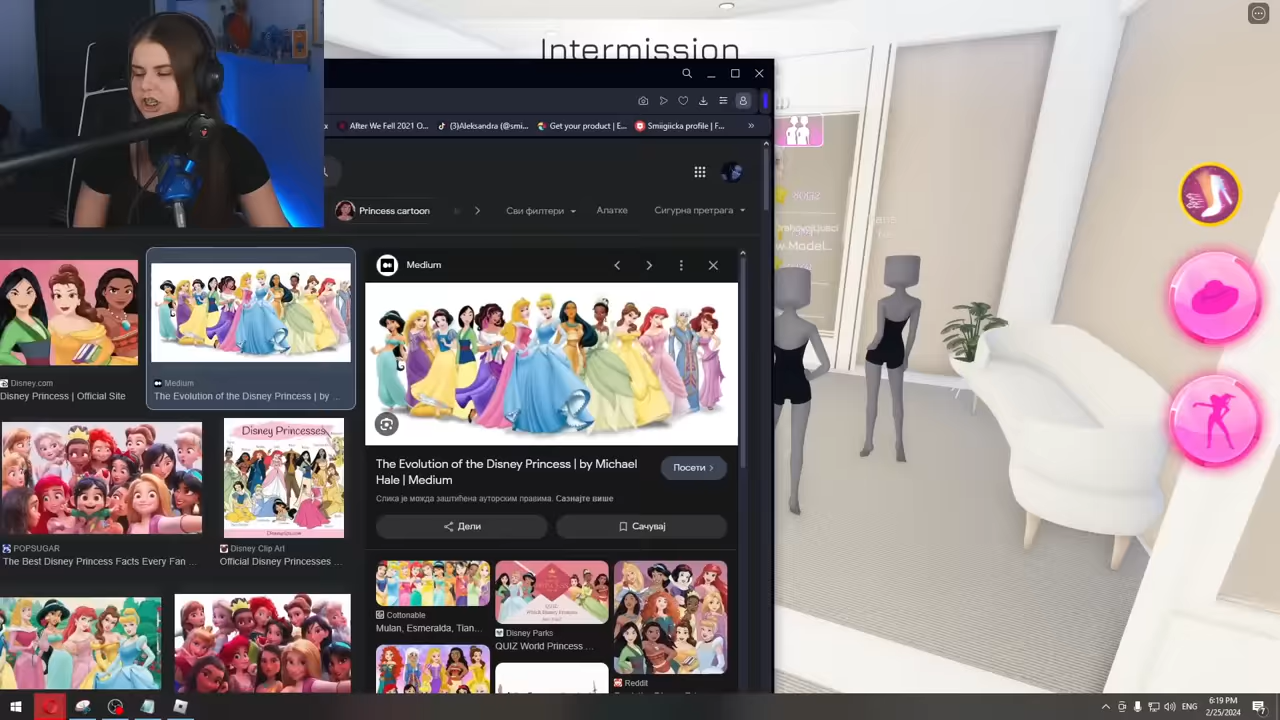 Intermission
After We Fell 2021 O...
(3)Aleksandra (@smi...
Get your product | E...
Smiigiicka profile | F...
Princess cartoon
Сви филтери
Алатке
Сигурна претрага
Medium
Disney.com
Disney Princess | Official Site
Medium
The Evolution of the Disney Princess | by ...
The Evolution of the Disney Princess | by Michael
Hale | Medium
Посети
Слика је можда заштићена ауторским правима. Сазнајте више
Дели
Сачувај
Disney Princesses
POPSUGAR
The Best Disney Princess Facts Every Fan ...
Disney Clip Art
Official Disney Princesses ...
Cottonable
Mulan, Esmeralda, Tian...
Disney Parks
QUIZ World Princess ...
Reddit
w Model...
ENG
6:19 PM
2/25/2024